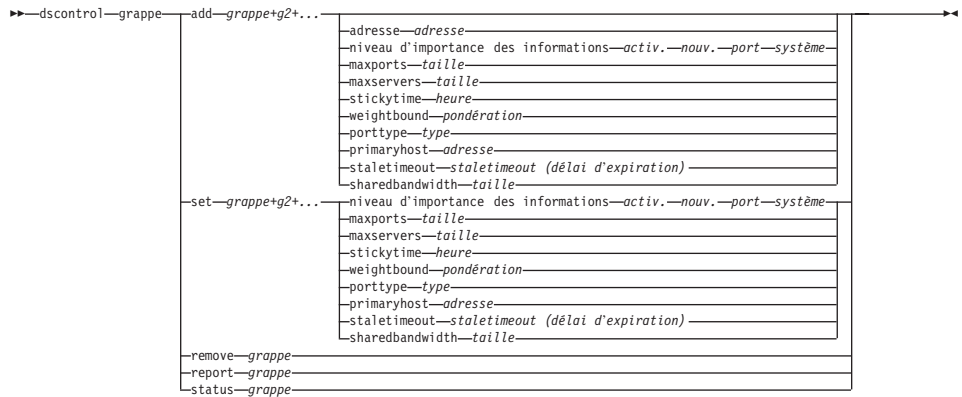 dscontrol grappe add grappe+g2+...
adresse adresse
niveau d'importance des informations activ. nouv. port système
maxports taille
maxservers taille
stickytime heure
weightbound pondération
porttype type
primaryhost adresse
staletimeout staletimeout (délai d'expiration)
sharedbandwidth taille
set grappe+g2+... niveau d'importance des informations activ. nouv. port système
maxports taille
maxservers taille
stickytime heure
weightbound pondération
porttype type
primaryhost adresse
staletimeout staletimeout (délai d'expiration)
sharedbandwidth taille
remove grappe
report grappe
status grappe